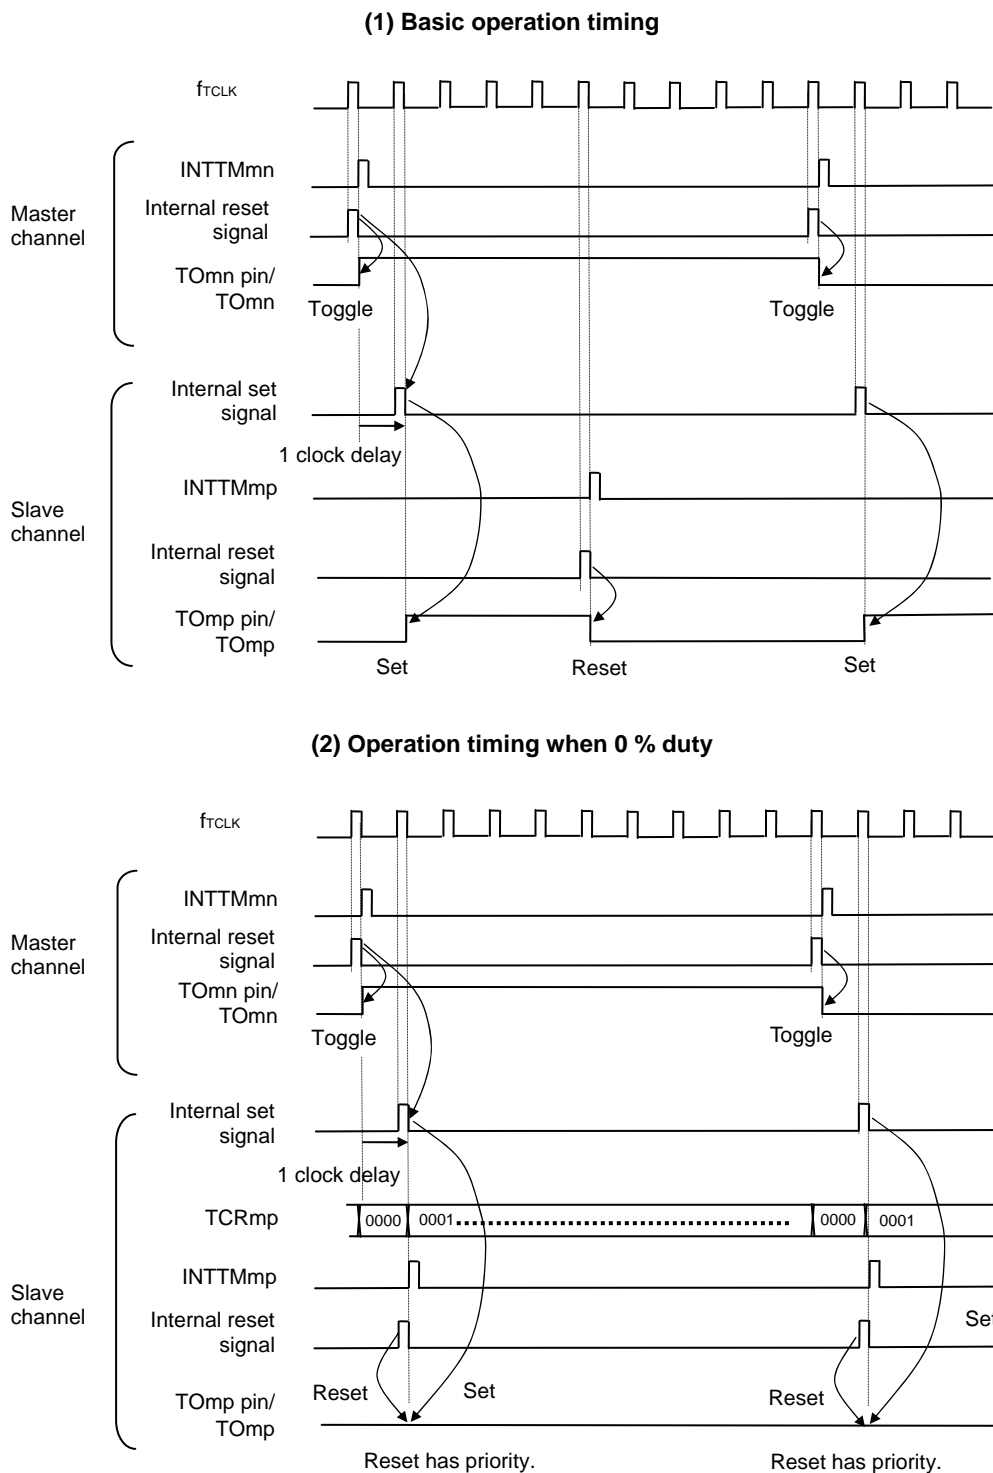 (1) Basic operation timing
fTCLK
INTTMmn
Master
channel
Internal reset
signal
TOmn pin/
TOmn
Toggle
Toggle
Internal set
signal
1 clock delay
INTTMmp
Slave
channel
Internal reset
signal
TOmp pin/
TOmp
Set
Reset
Set
(2) Operation timing when 0 % duty
fTCLK
INTTMmn
Master
channel
Internal reset
signal
TOmn pin/
TOmn
Toggle
Toggle
Internal set
signal
1 clock delay
TCRmp
0000
0001
0000
0001
INTTMmp
Slave
channel
Internal reset
signal
Set
Reset
Set
Reset
TOmp pin/
TOmp
Reset has priority.
Reset has priority.